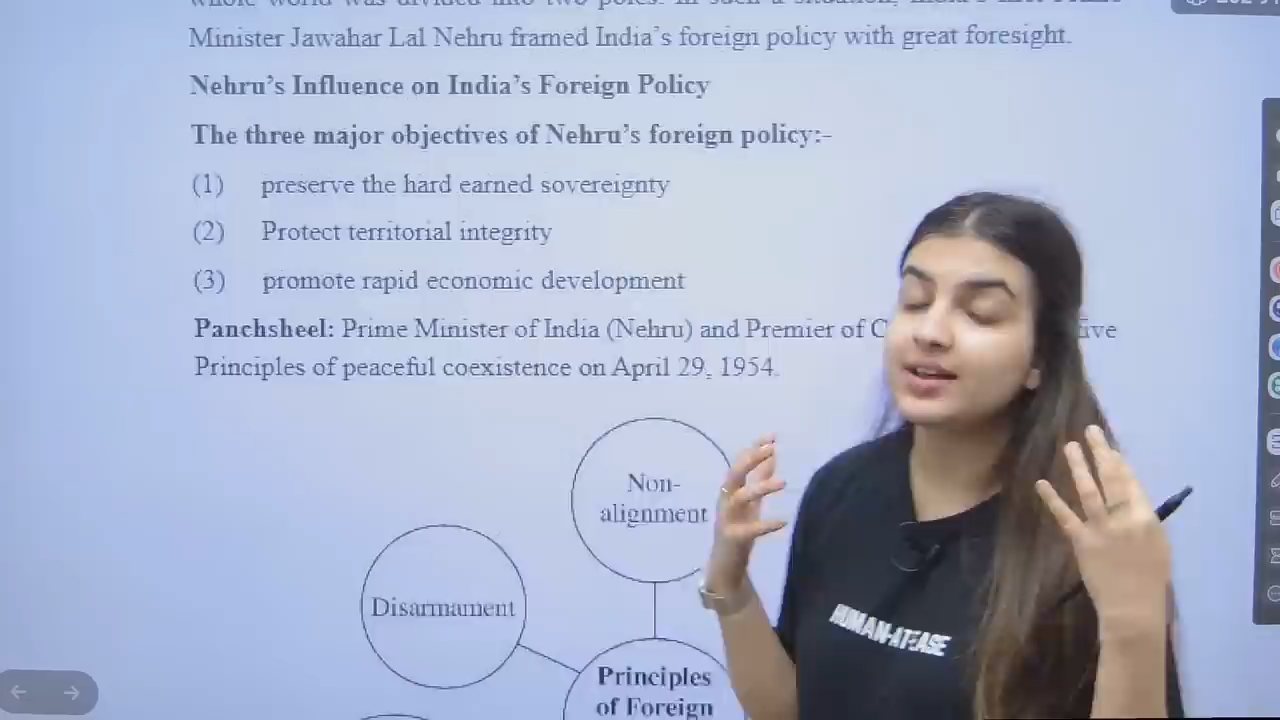 Minister Jawahar Lal Nehru framed India's foreign policy with great foresight.
Nehru's Influence on India's Foreign Policy
The three major objectives of Nehru's foreign policy:-
(1) preserve the hard earned sovereignty
(2) Protect territorial integrity
(3) promote rapid economic development
Panchsheel: Prime Minister of India (Nehru) and Premier of C
Principles of peaceful coexistence on April 29, 1954.
Non-
alignment
Disarmament
Principles
of Foreign
HUMAN-ATEASE